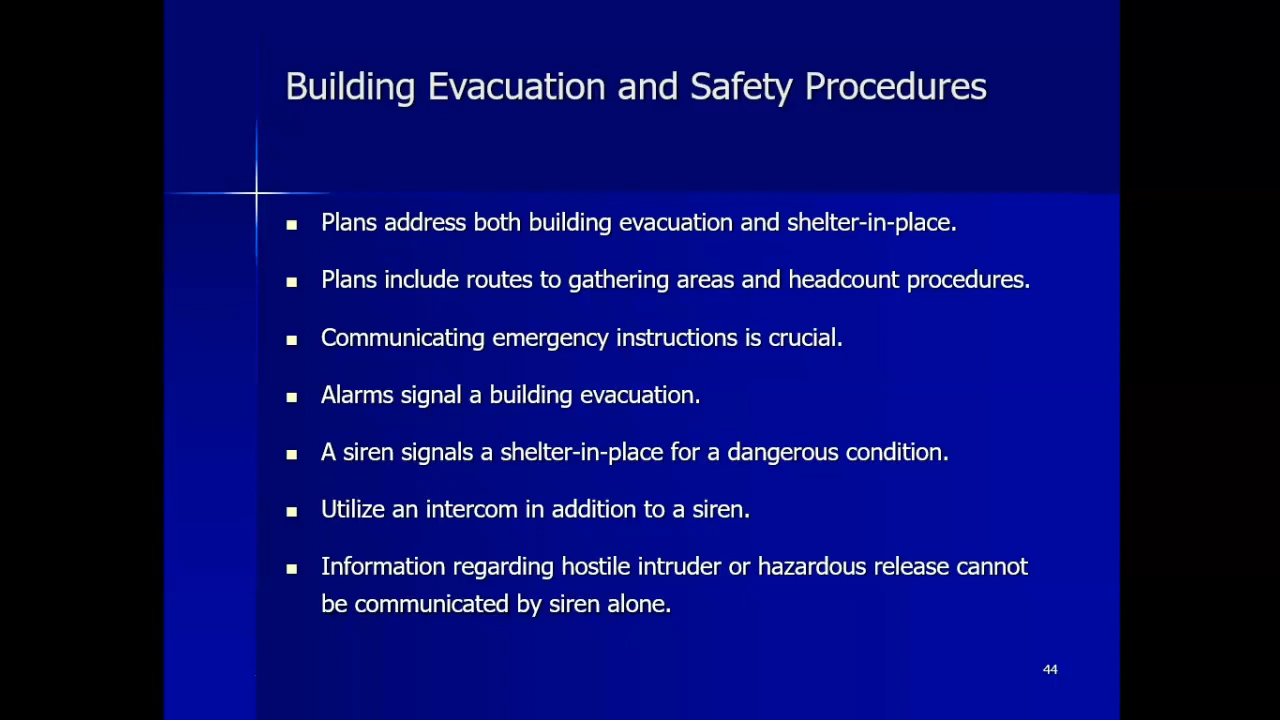 Building Evacuation and Safety Procedures
Plans address both building evacuation and shelter-in-place.
Plans include routes to gathering areas and headcount procedures.
Communicating emergency instructions is crucial.
Alarms signal a building evacuation.
A siren signals a shelter-in-place for a dangerous condition.
Utilize an intercom in addition to a siren.
Information regarding hostile intruder or hazardous release cannot
be communicated by siren alone.
44